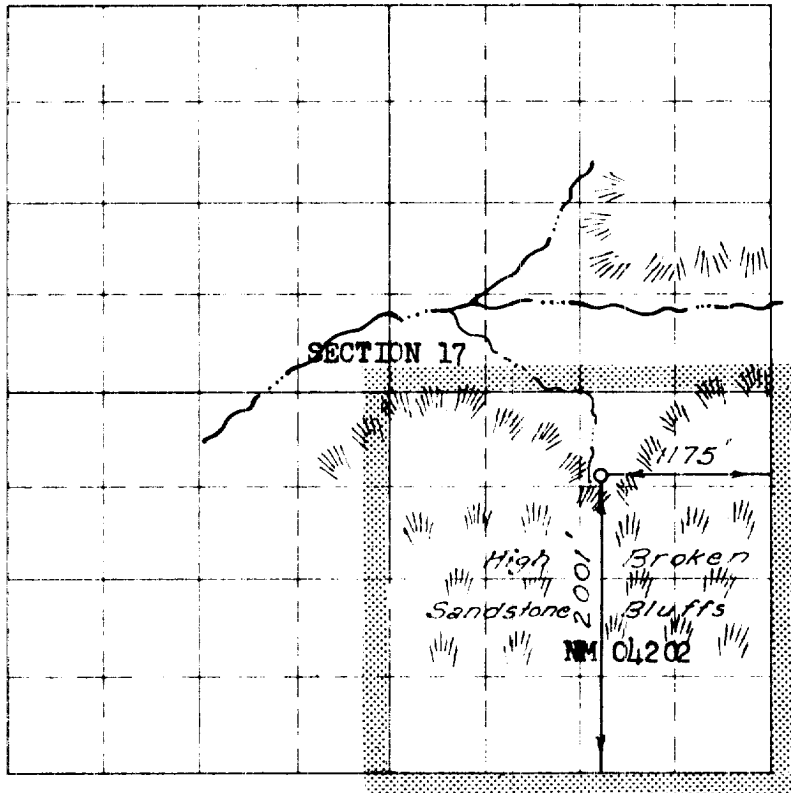 SECTION 17
1175'
2001'
High Broken
Sandstone Bluffs
NM 04202